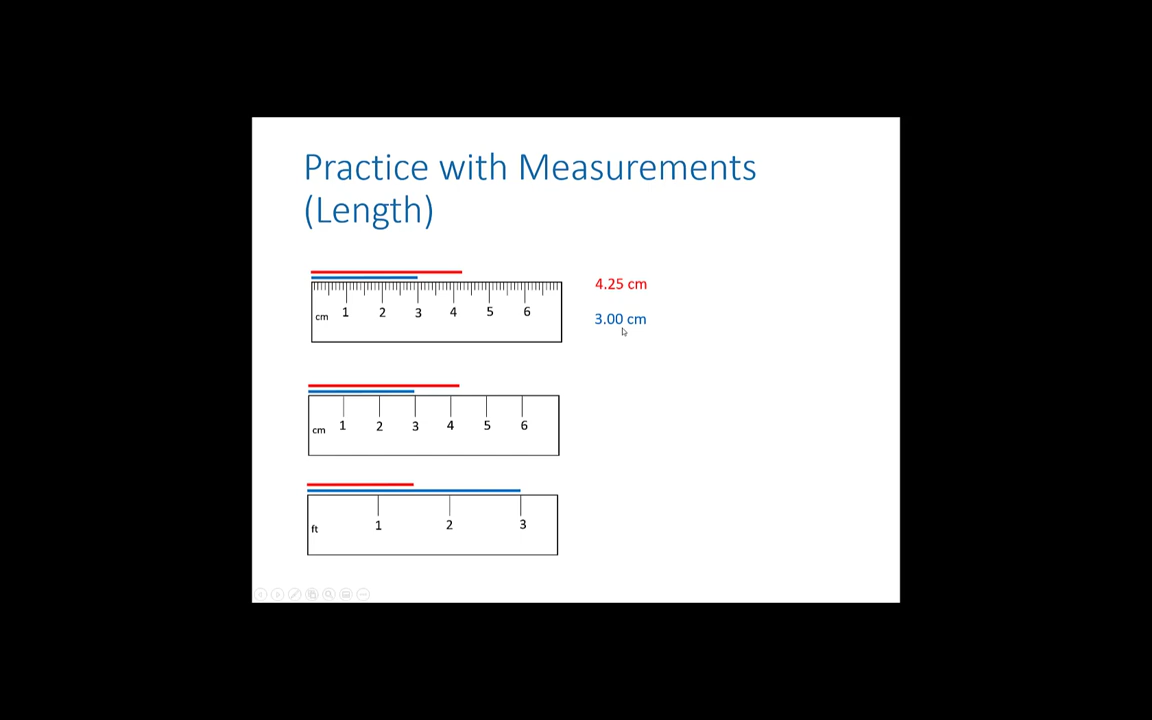 Practice with Measurements
(Length)
4.25 cm
3.00 cm
cm 1 2 3 4 5 6
cm 1 2 3 4 5 6
ft 1 2 3